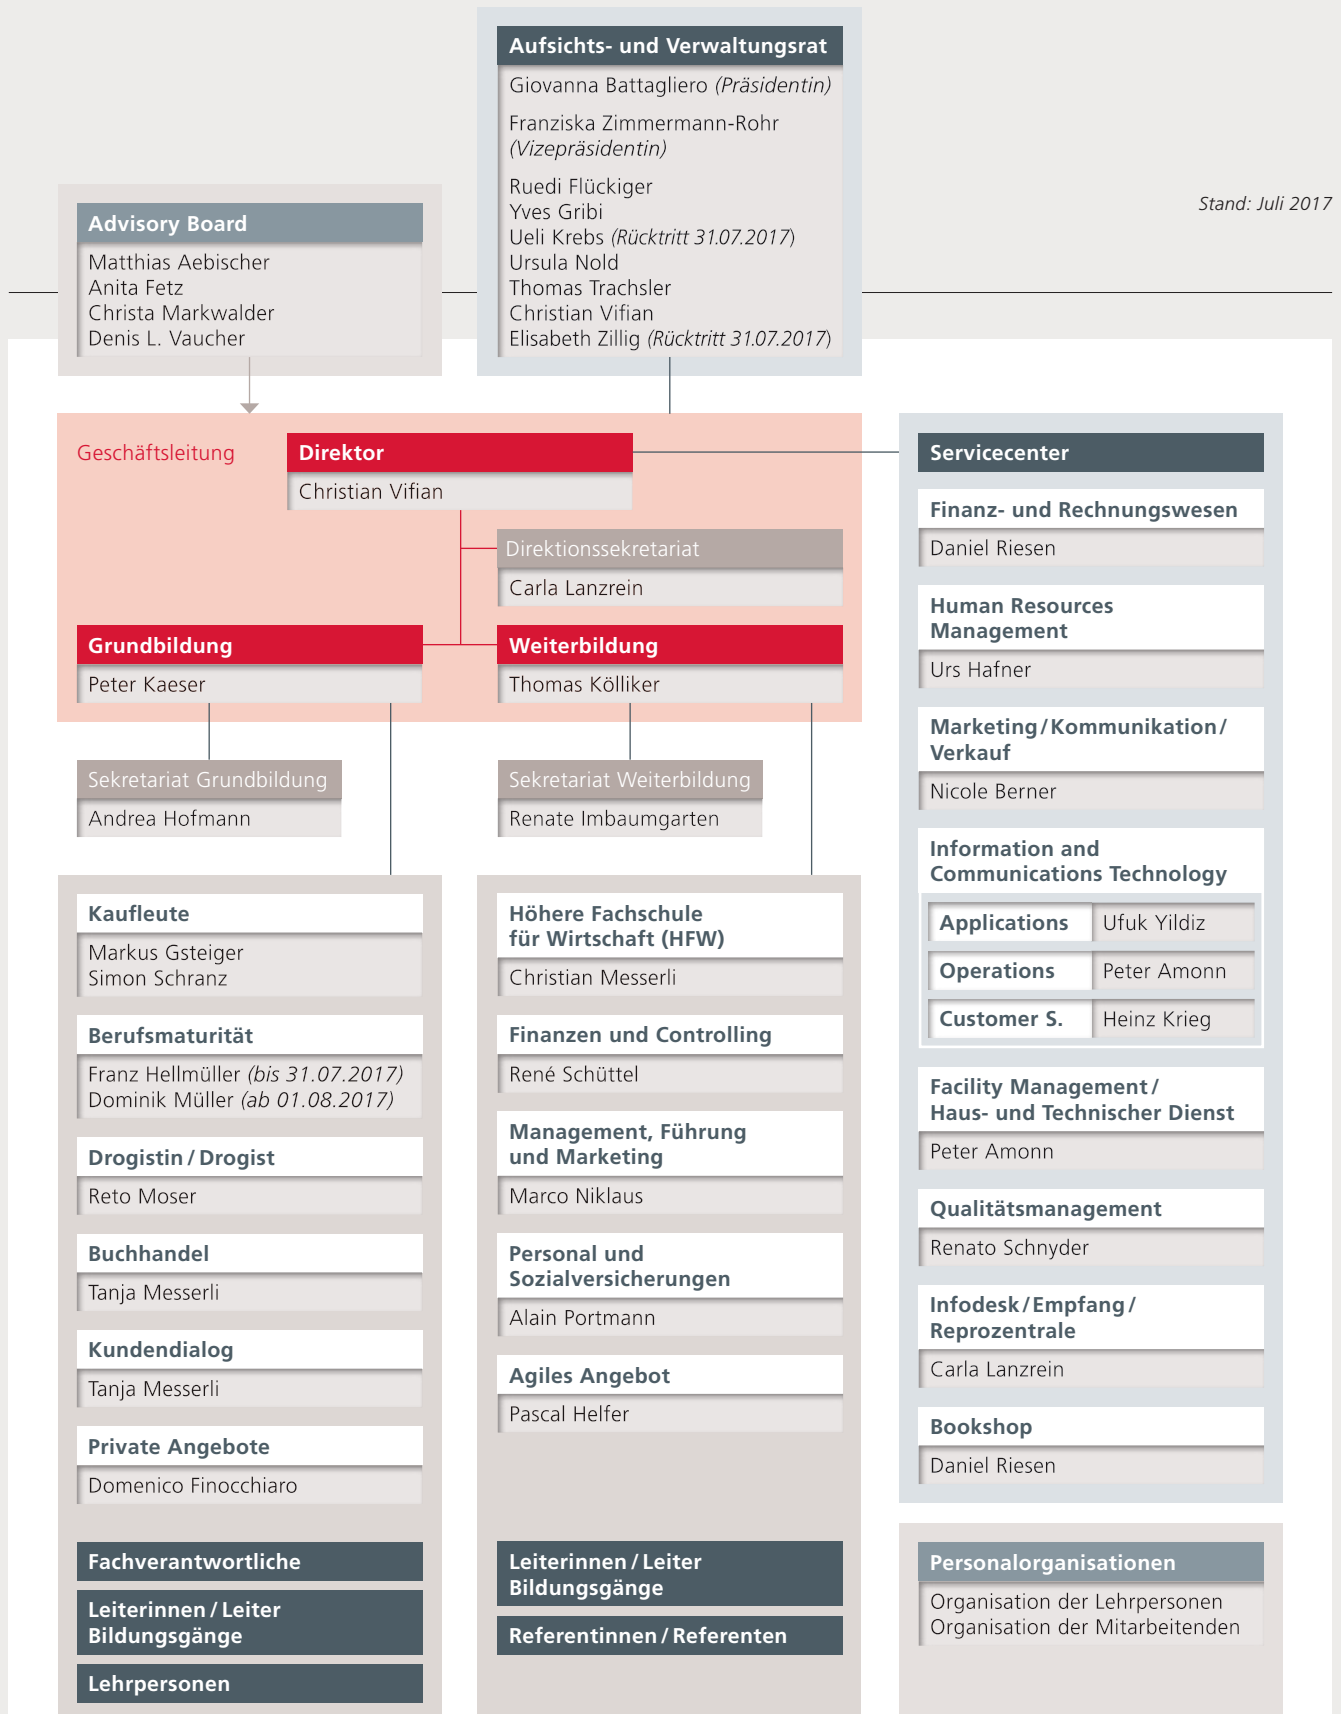 Aufsichts- und Verwaltungsrat
Giovanna Battagliero (Präsidentin)
Franziska Zimmermann-Rohr
(Vizepräsidentin)
Ruedi Flückiger
Yves Gribi
Ueli Krebs (Rücktritt 31.07.2017)
Ursula Nold
Thomas Trachsler
Christian Vifian
Elisabeth Zillig (Rücktritt 31.07.2017)
Stand: Juli 2017
Advisory Board
Matthias Aebischer
Anita Fetz
Christa Markwalder
Denis L. Vaucher
Geschäftsleitung
Direktor
Christian Vifian
Direktionssekretariat
Carla Lanzrein
Grundbildung
Peter Kaeser
Weiterbildung
Thomas Kölliker
Sekretariat Grundbildung
Andrea Hofmann
Sekretariat Weiterbildung
Renate Imbaumgarten
Kaufleute
Markus Gsteiger
Simon Schranz
Berufsmaturität
Franz Hellmüller (bis 31.07.2017)
Dominik Müller (ab 01.08.2017)
Drogistin / Drogist
Reto Moser
Buchhandel
Tanja Messerli
Kundendialog
Tanja Messerli
Private Angebote
Domenico Finocchiaro
Fachverantwortliche
Leiterinnen / Leiter
Bildungsgänge
Lehrpersonen
Höhere Fachschule
für Wirtschaft (HFW)
Christian Messerli
Finanzen und Controlling
René Schüttel
Management, Führung
und Marketing
Marco Niklaus
Personal und
Sozialversicherungen
Alain Portmann
Agiles Angebot
Pascal Helfer
Leiterinnen / Leiter
Bildungsgänge
Referentinnen / Referenten
Servicecenter
Finanz- und Rechnungswesen
Daniel Riesen
Human Resources
Management
Urs Hafner
Marketing / Kommunikation /
Verkauf
Nicole Berner
Information and
Communications Technology
Applications Ufuk Yildiz
Operations Peter Amonn
Customer S. Heinz Krieg
Facility Management /
Haus- und Technischer Dienst
Peter Amonn
Qualitätsmanagement
Renato Schnyder
Infodesk / Empfang /
Reprozentrale
Carla Lanzrein
Bookshop
Daniel Riesen
Personalorganisationen
Organisation der Lehrpersonen
Organisation der Mitarbeitenden